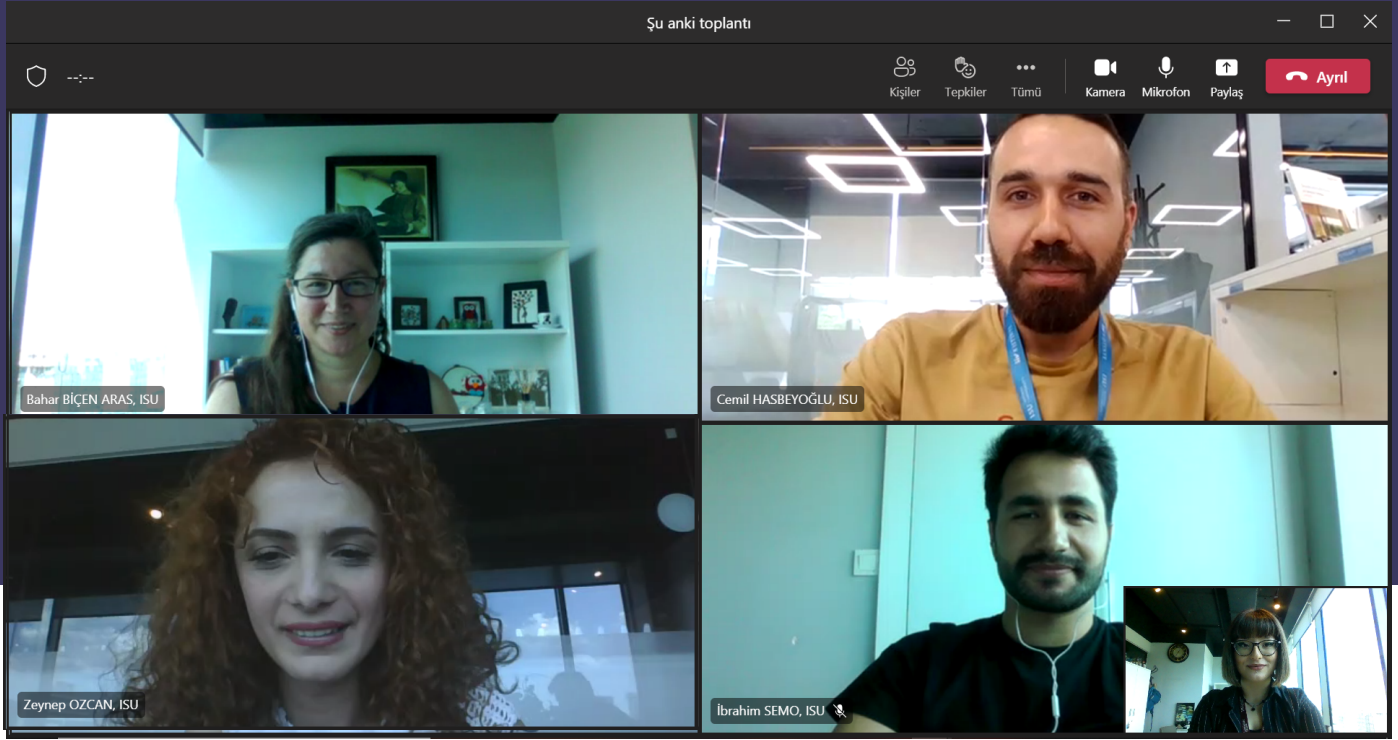 Şu anki toplantı
--:--
Kişiler
Tepkiler
Tümü
Kamera
Mikrofon
Paylaş
Ayrıl
Bahar BİÇEN ARAS, ISU
Cemil HASBEYOĞLU, ISU
Zeynep OZCAN, ISU
İbrahim SEMO, ISU